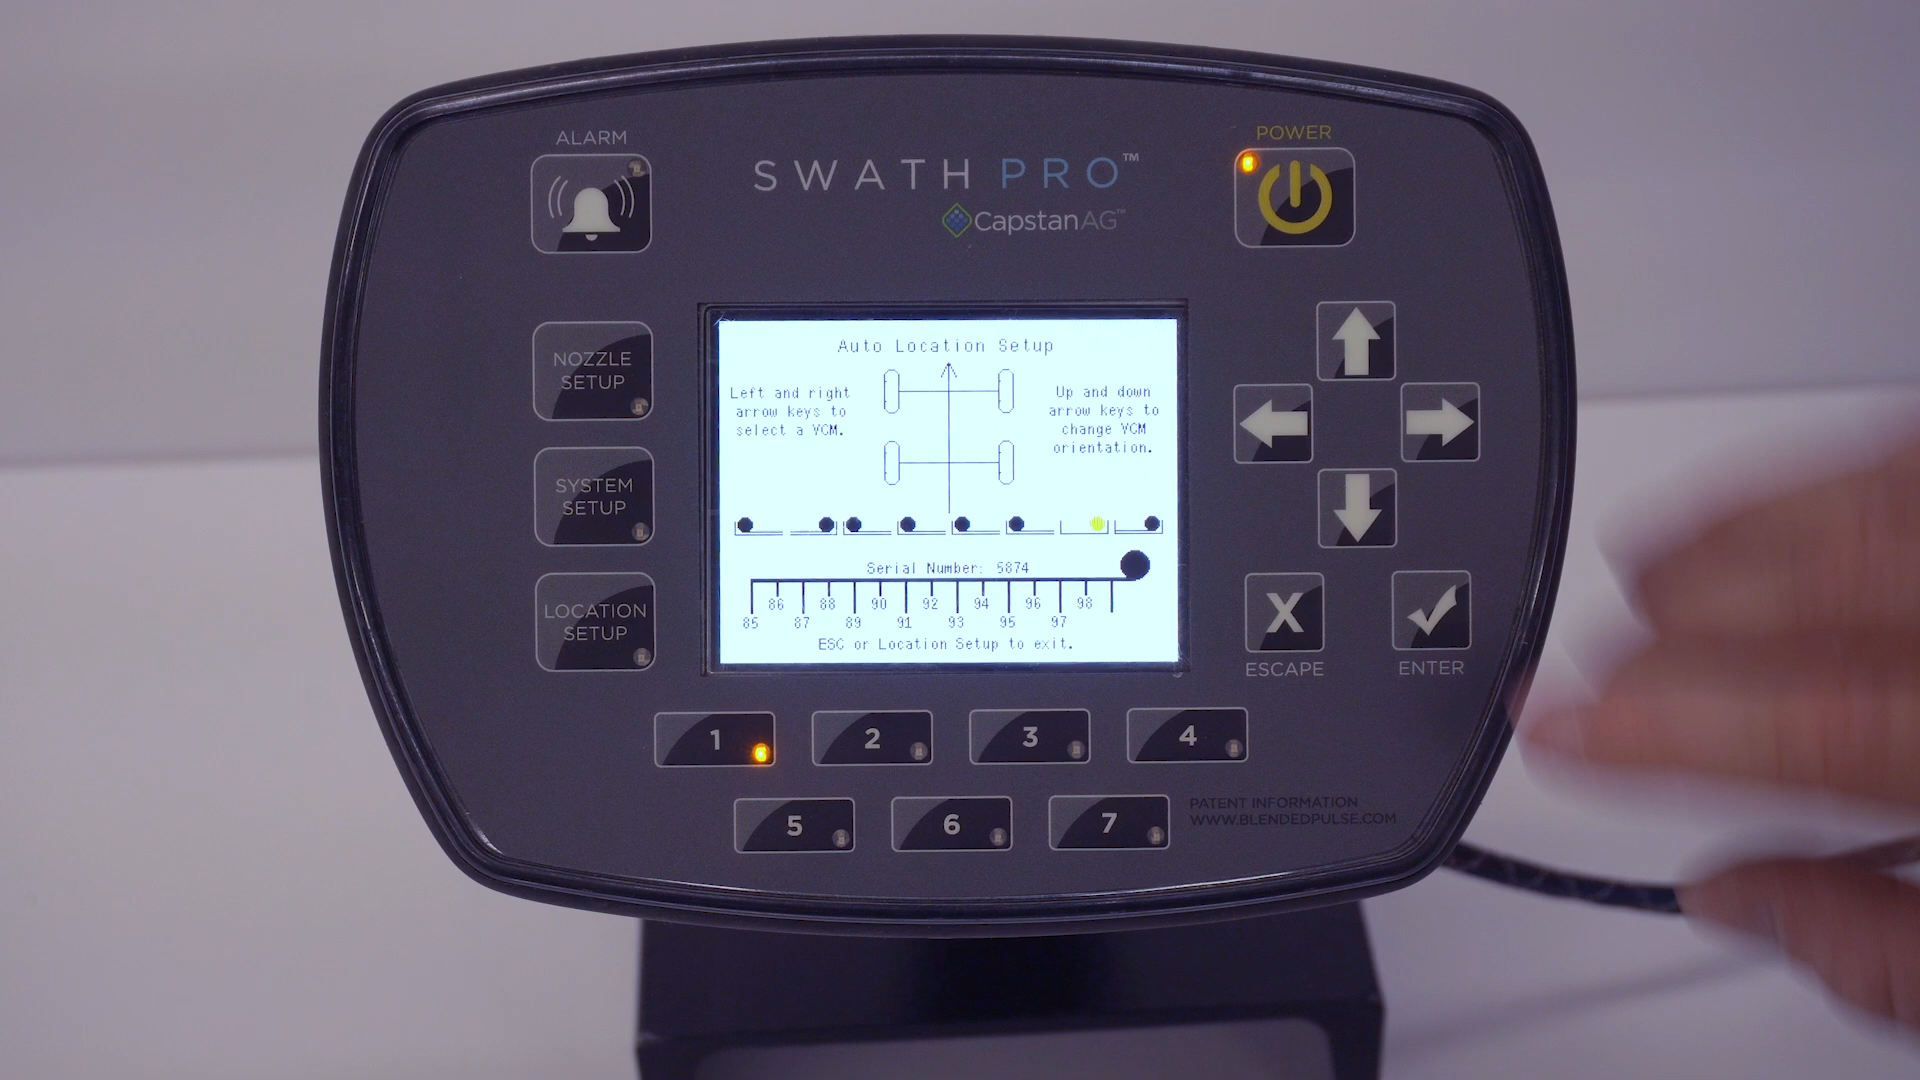 ALARM
POWER
SWATH PRO™
CapstanAG™
NOZZLE
SETUP
SYSTEM
SETUP
LOCATION
SETUP
Auto Location Setup
Left and right
arrow keys to
select a VCM.
Up and down
arrow keys to
change VCM
orientation.
Serial Number: 5874
86 88 90 92 94 96 98
85 87 89 91 93 95 97
ESC or Location Setup to exit.
X
ESCAPE
ENTER
1
2
3
4
5
6
7
PATENT INFORMATION
WWW.BLENDEDPULSE.COM